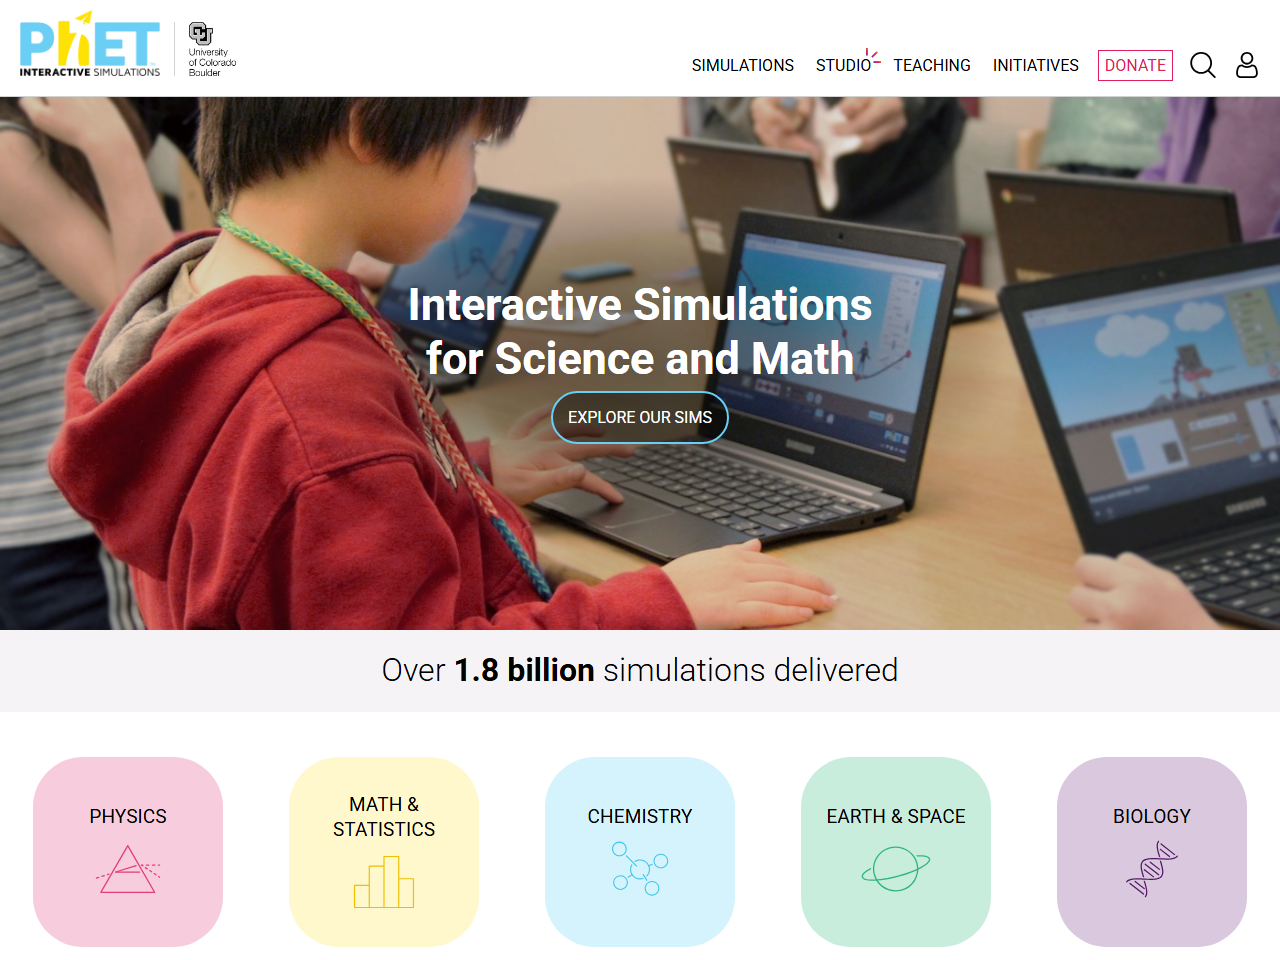 PhET
INTERACTIVE SIMULATIONS
University
of Colorado
Boulder
SIMULATIONS
STUDIO
TEACHING
INITIATIVES
DONATE
Interactive Simulations
for Science and Math
EXPLORE OUR SIMS
SAMSUNG
Over 1.8 billion simulations delivered
PHYSICS
MATH &
STATISTICS
CHEMISTRY
EARTH & SPACE
BIOLOGY